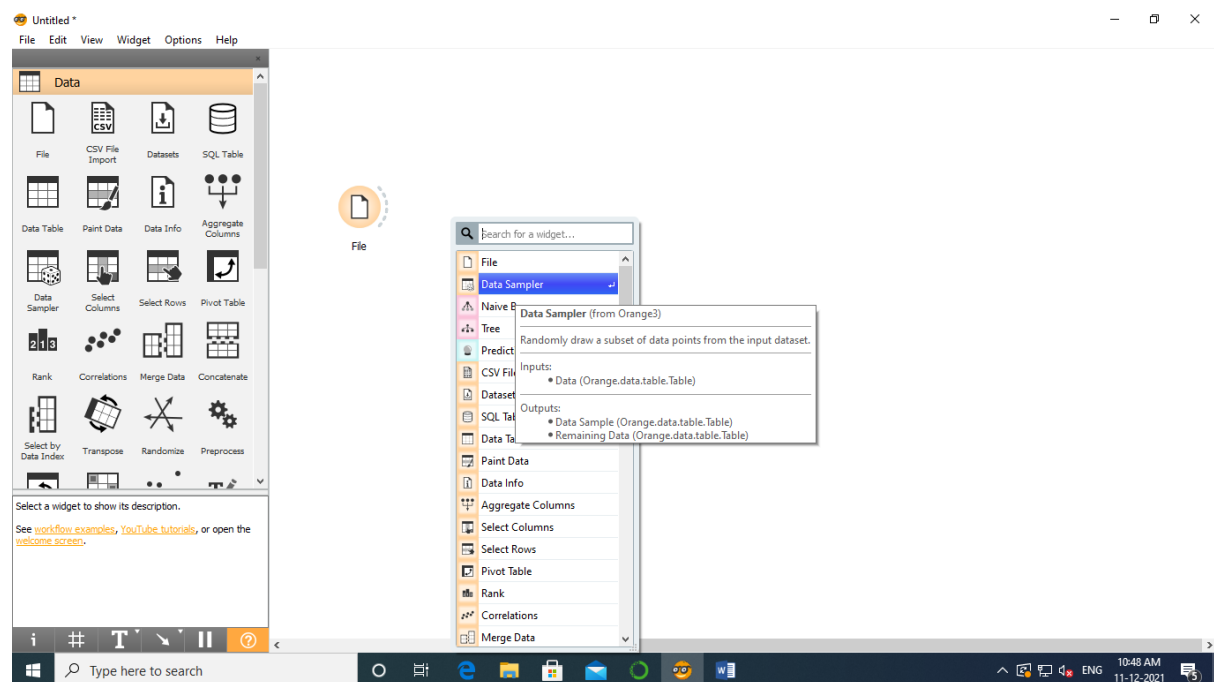 Untitled *
File Edit View Widget Options Help
Data
File
CSV File Import
Datasets
SQL Table
Data Table
Paint Data
Data Info
Aggregate Columns
Data Sampler
Select Columns
Select Rows
Pivot Table
Rank
Correlations
Merge Data
Concatenate
Select by Data Index
Transpose
Randomize
Preprocess
Select a widget to show its description.
See workflow examples, YouTube tutorials, or open the
welcome screen.
File
Search for a widget...
File
Data Sampler
Naive B
Tree
Predict
CSV File
Dataset
SQL Tab
Data Ta
Paint Data
Data Info
Aggregate Columns
Select Columns
Select Rows
Pivot Table
Rank
Correlations
Merge Data
Data Sampler (from Orange3)
Randomly draw a subset of data points from the input dataset.
Inputs:
• Data (Orange.data.table.Table)
Outputs:
• Data Sample (Orange.data.table.Table)
• Remaining Data (Orange.data.table.Table)
Type here to search
ENG
10:48 AM
11-12-2021
5